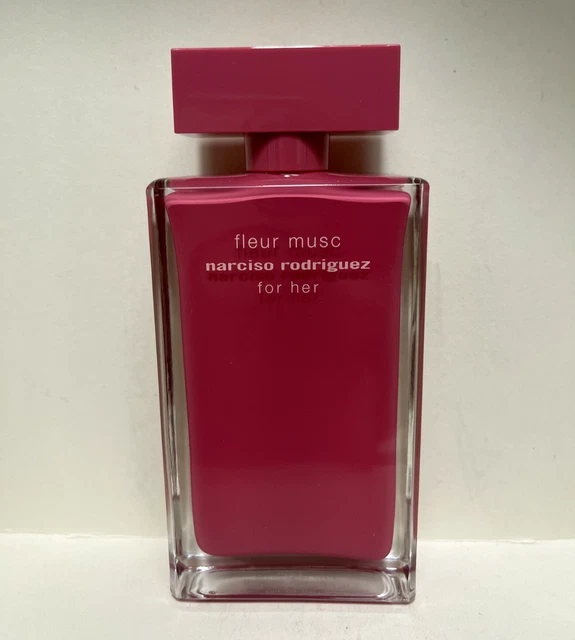 fleur musc
narciso rodriguez
for her